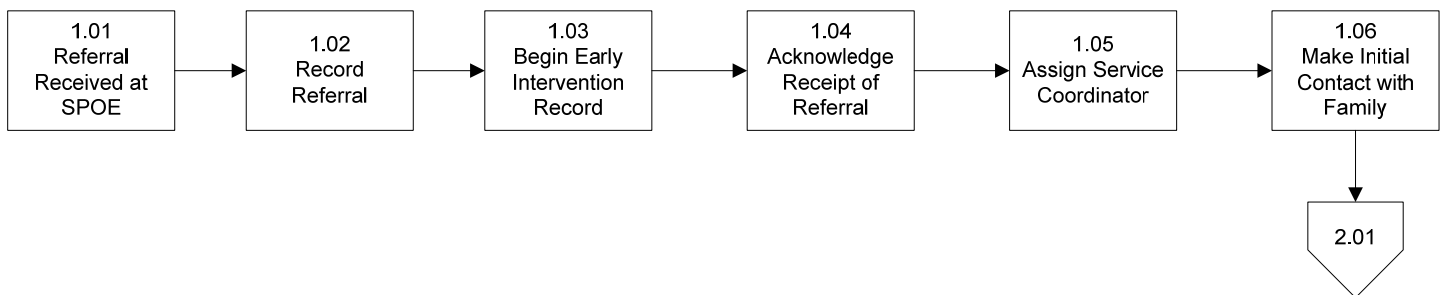 1.01
Referral
Received at
SPOE
1.02
Record
Referral
1.03
Begin Early
Intervention
Record
1.04
Acknowledge
Receipt of
Referral
1.05
Assign Service
Coordinator
1.06
Make Initial
Contact with
Family
2.01